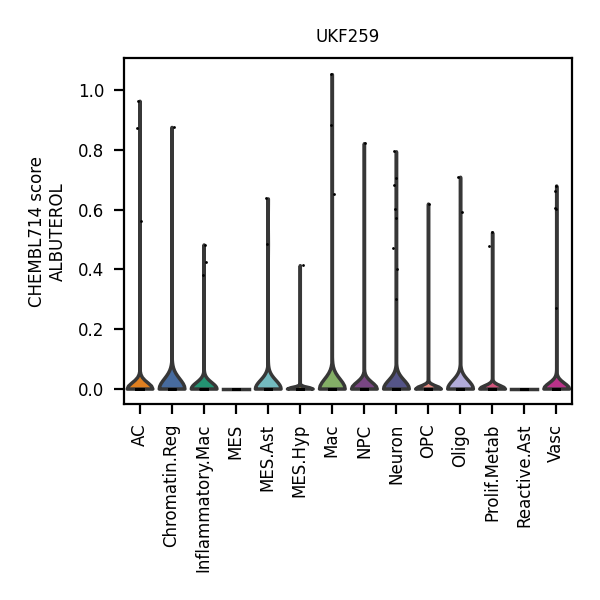 UKF259
CHEMBL714 score
ALBUTEROL
1.0
0.8
0.6
0.4
0.2
0.0
AC
Chromatin.Reg
Inflammatory.Mac
MES
MES.Ast
MES.Hyp
Mac
NPC
Neuron
OPC
Oligo
Prolif.Metab
Reactive.Ast
Vasc